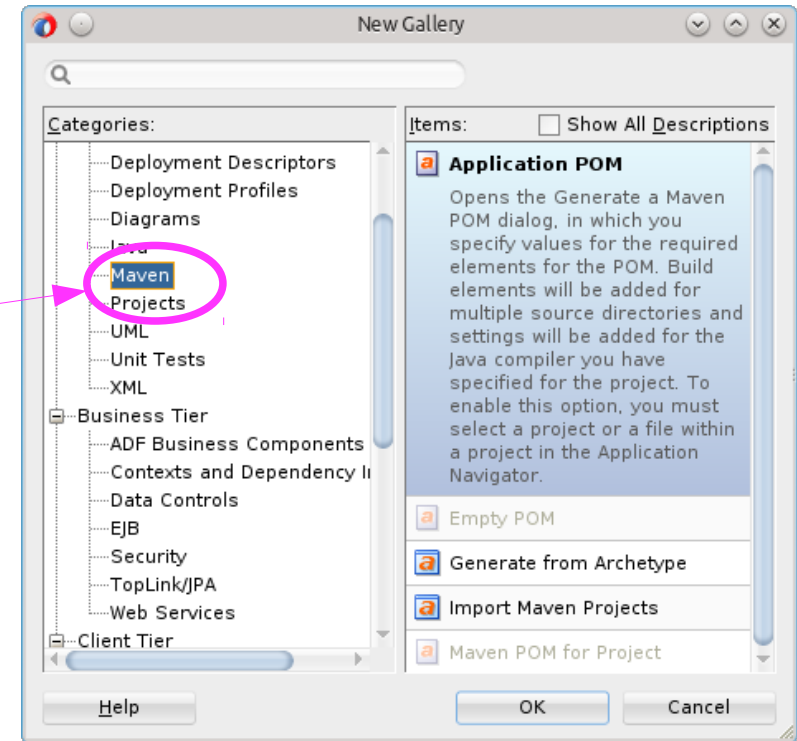 New Gallery
Categories:
Deployment Descriptors
Deployment Profiles
Diagrams
Java
Maven
Projects
UML
Unit Tests
XML
Business Tier
ADF Business Components
Contexts and Dependency
Data Controls
EJB
Security
TopLink/JPA
Web Services
Client Tier
Items:
Show All Descriptions
Application POM
Opens the Generate a Maven
POM dialog, in which you
specify values for the required
elements for the POM. Build
elements will be added for
multiple source directories and
settings will be added for the
Java compiler you have
specified for the project. To
enable this option, you must
select a project or a file within
a project in the Application
Navigator.
Empty POM
Generate from Archetype
Import Maven Projects
Maven POM for Project
Help
OK
Cancel